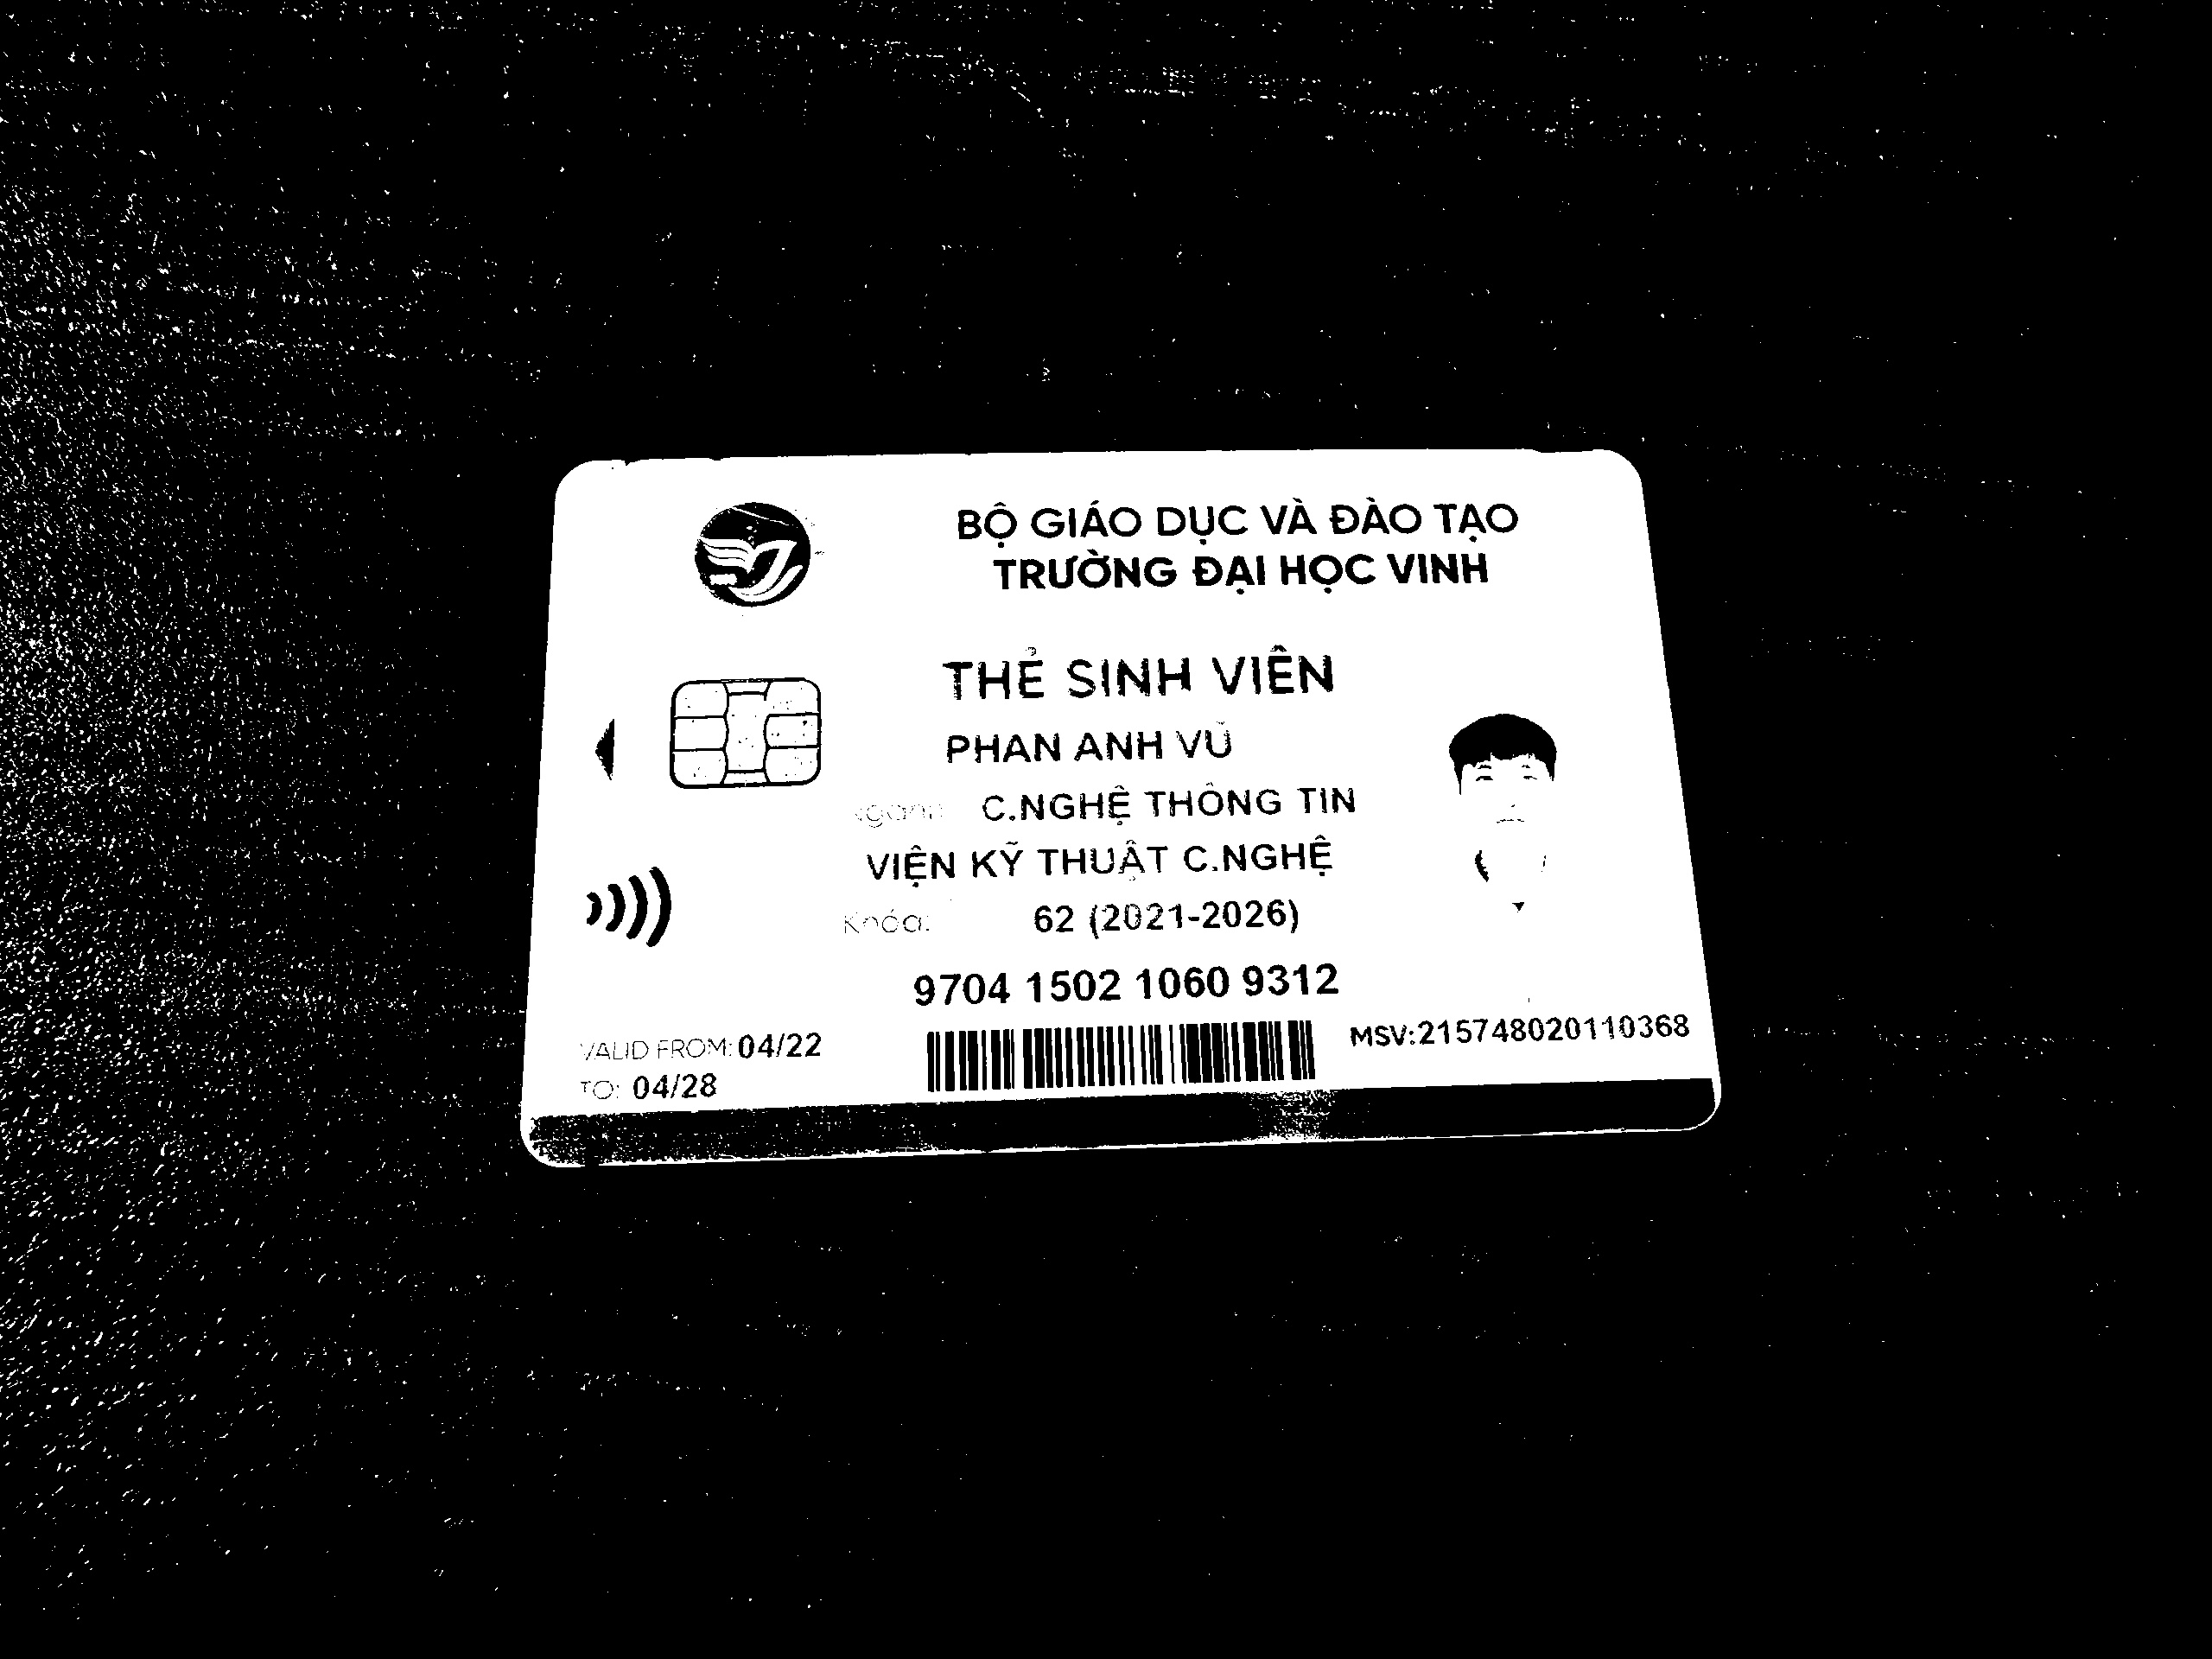 BỘ GIÁO DỤC VÀ ĐÀO TẠO
TRƯỜNG ĐẠI HỌC VINH
THẺ SINH VIÊN
PHAN ANH VŨ
Ngành: C.NGHỆ THÔNG TIN
VIỆN KỸ THUẬT C.NGHỆ
Khóa: 62 (2021-2026)
9704 1502 1060 9312
VALID FROM: 04/22
TO: 04/28
MSV:215748020110368